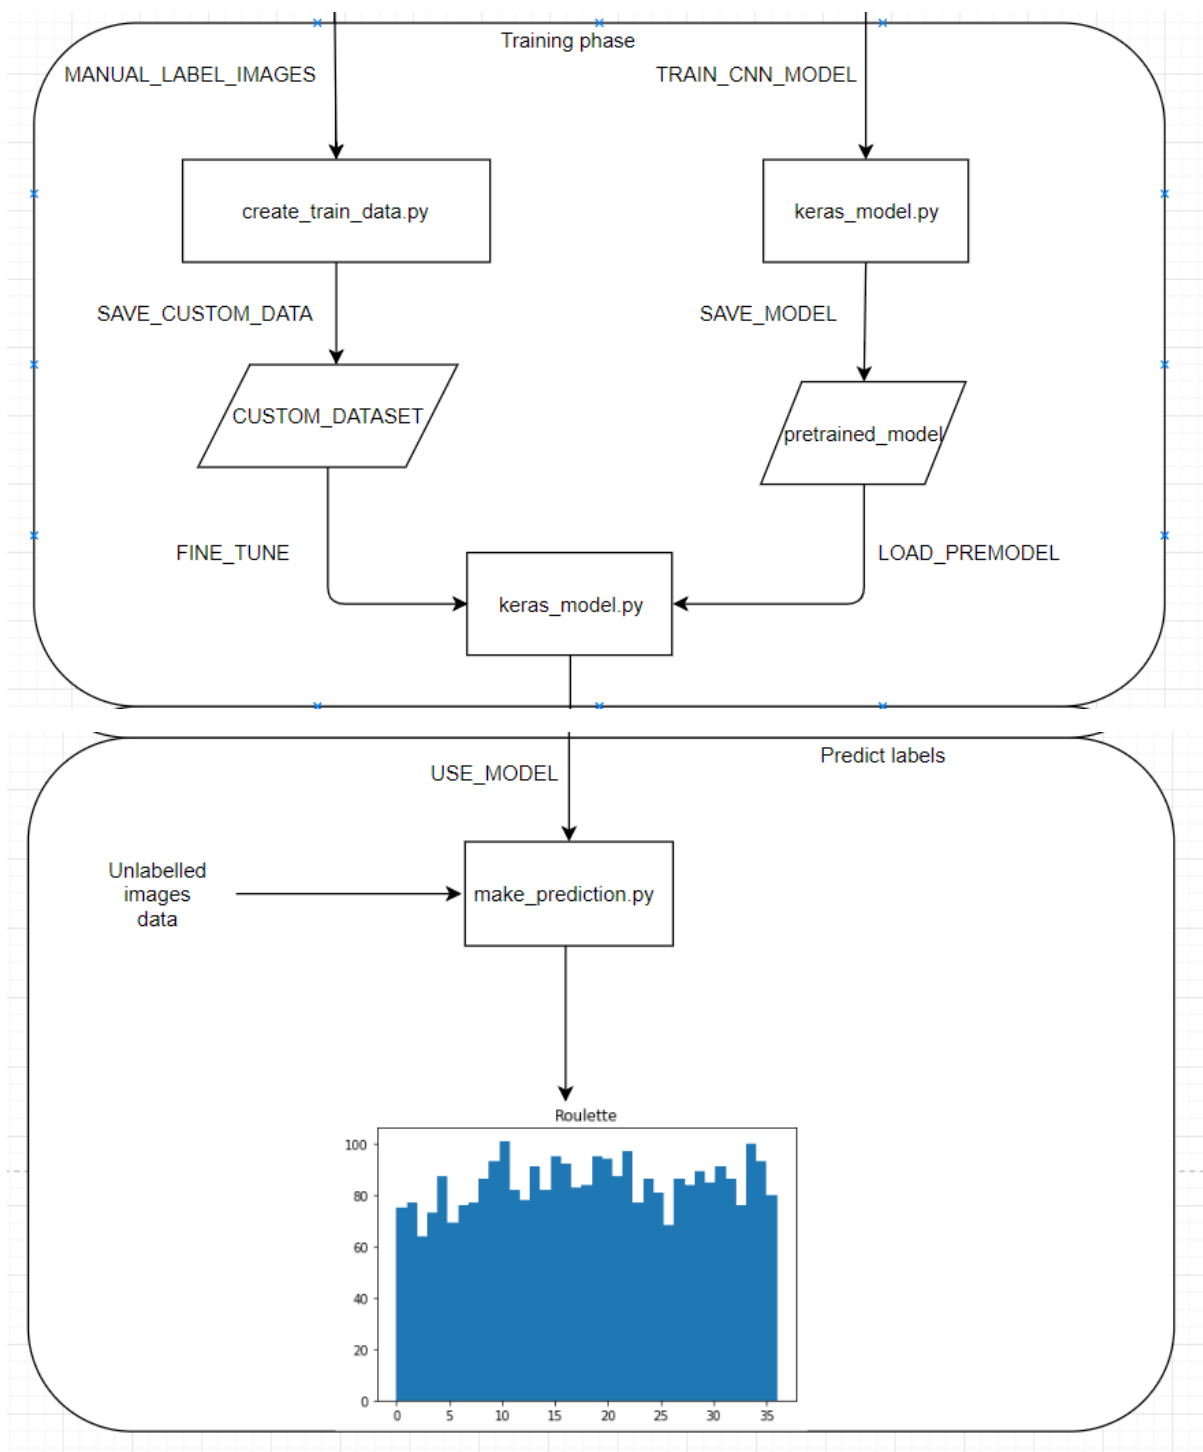 Training phase
MANUAL_LABEL_IMAGES
TRAIN_CNN_MODEL
create_train_data.py
keras_model.py
SAVE_CUSTOM_DATA
SAVE_MODEL
CUSTOM_DATASET
pretrained_model
FINE_TUNE
LOAD_PREMODEL
keras_model.py
Predict labels
USE_MODEL
Unlabelled
images
data
make_prediction.py
Roulette
100
80
60
40
20
0
0 5 10 15 20 25 30 35